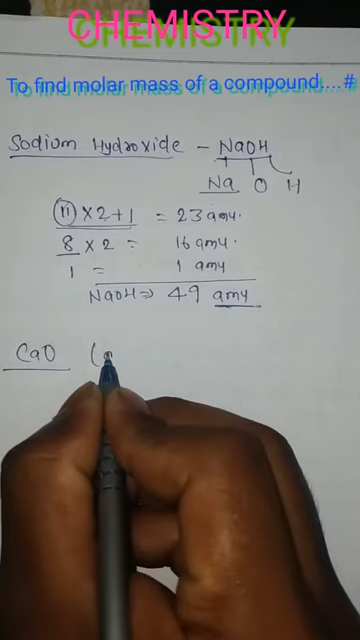 CHEMISTRY
To find molar mass of a compound....#
Sodium Hydroxide - NaOH
Na O H
11 × 2 + 1 = 23 amu.
8 × 2 = 16 amu.
1 = 1 amu
NaOH ⇒ 49 amu
CaO (